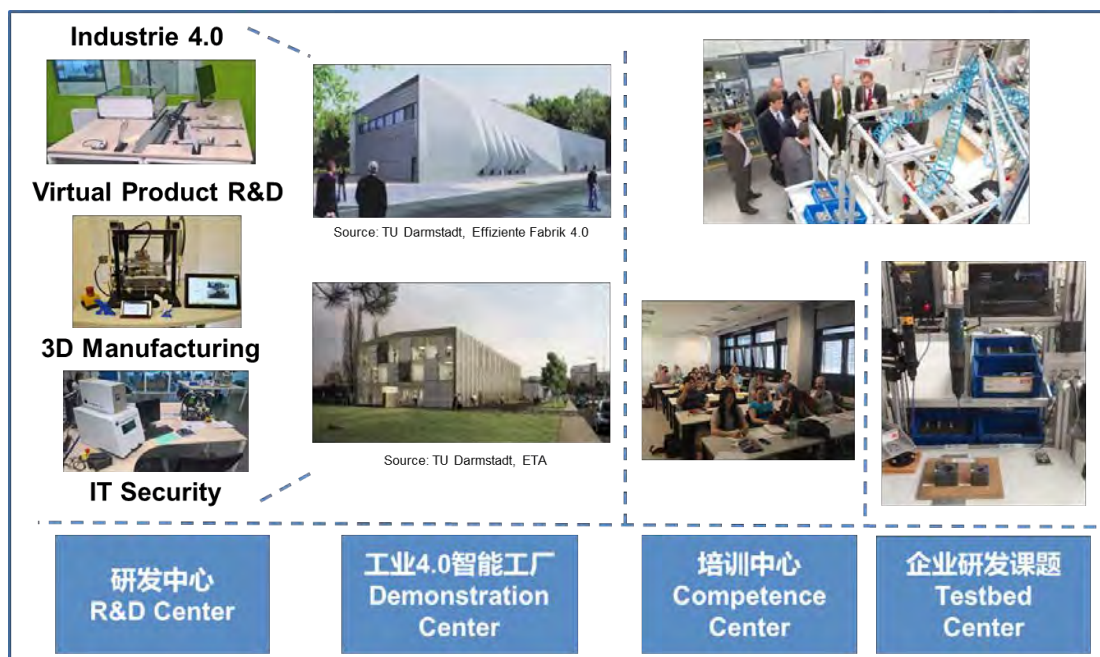 Industrie 4.0
Virtual Product R&D
3D Manufacturing
IT Security
Source: TU Darmstadt, Effiziente Fabrik 4.0
Source: TU Darmstadt, ETA
研发中心
R&D Center
工业4.0智能工厂
Demonstration
Center
培训中心
Competence
Center
企业研发课题
Testbed
Center